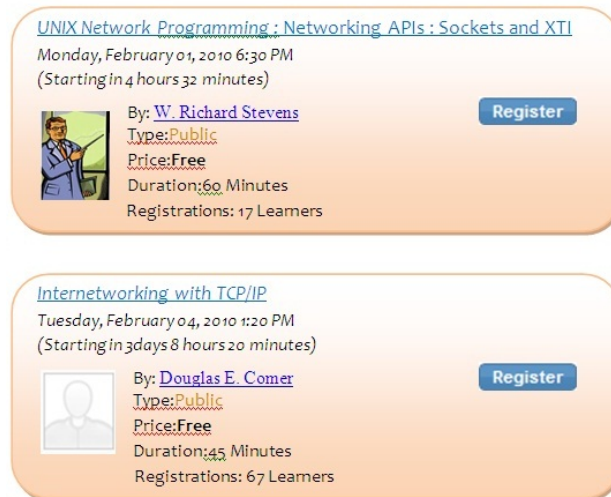 UNIX Network Programming : Networking APIs : Sockets and XTI
Monday, February 01, 2010 6:30 PM
(Starting in 4 hours 32 minutes)
By: W. Richard Stevens
Register
Type:Public
Price:Free
Duration:60 Minutes
Registrations: 17 Learners
Internetworking with TCP/IP
Tuesday, February 04, 2010 1:20 PM
(Starting in 3days 8 hours 20 minutes)
By: Douglas E. Comer
Register
Type:Public
Price:Free
Duration:45 Minutes
Registrations: 67 Learners